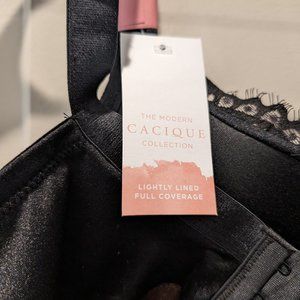 THE MODERN
CACIQUE
COLLECTION
LIGHTLY LINED
FULL COVERAGE